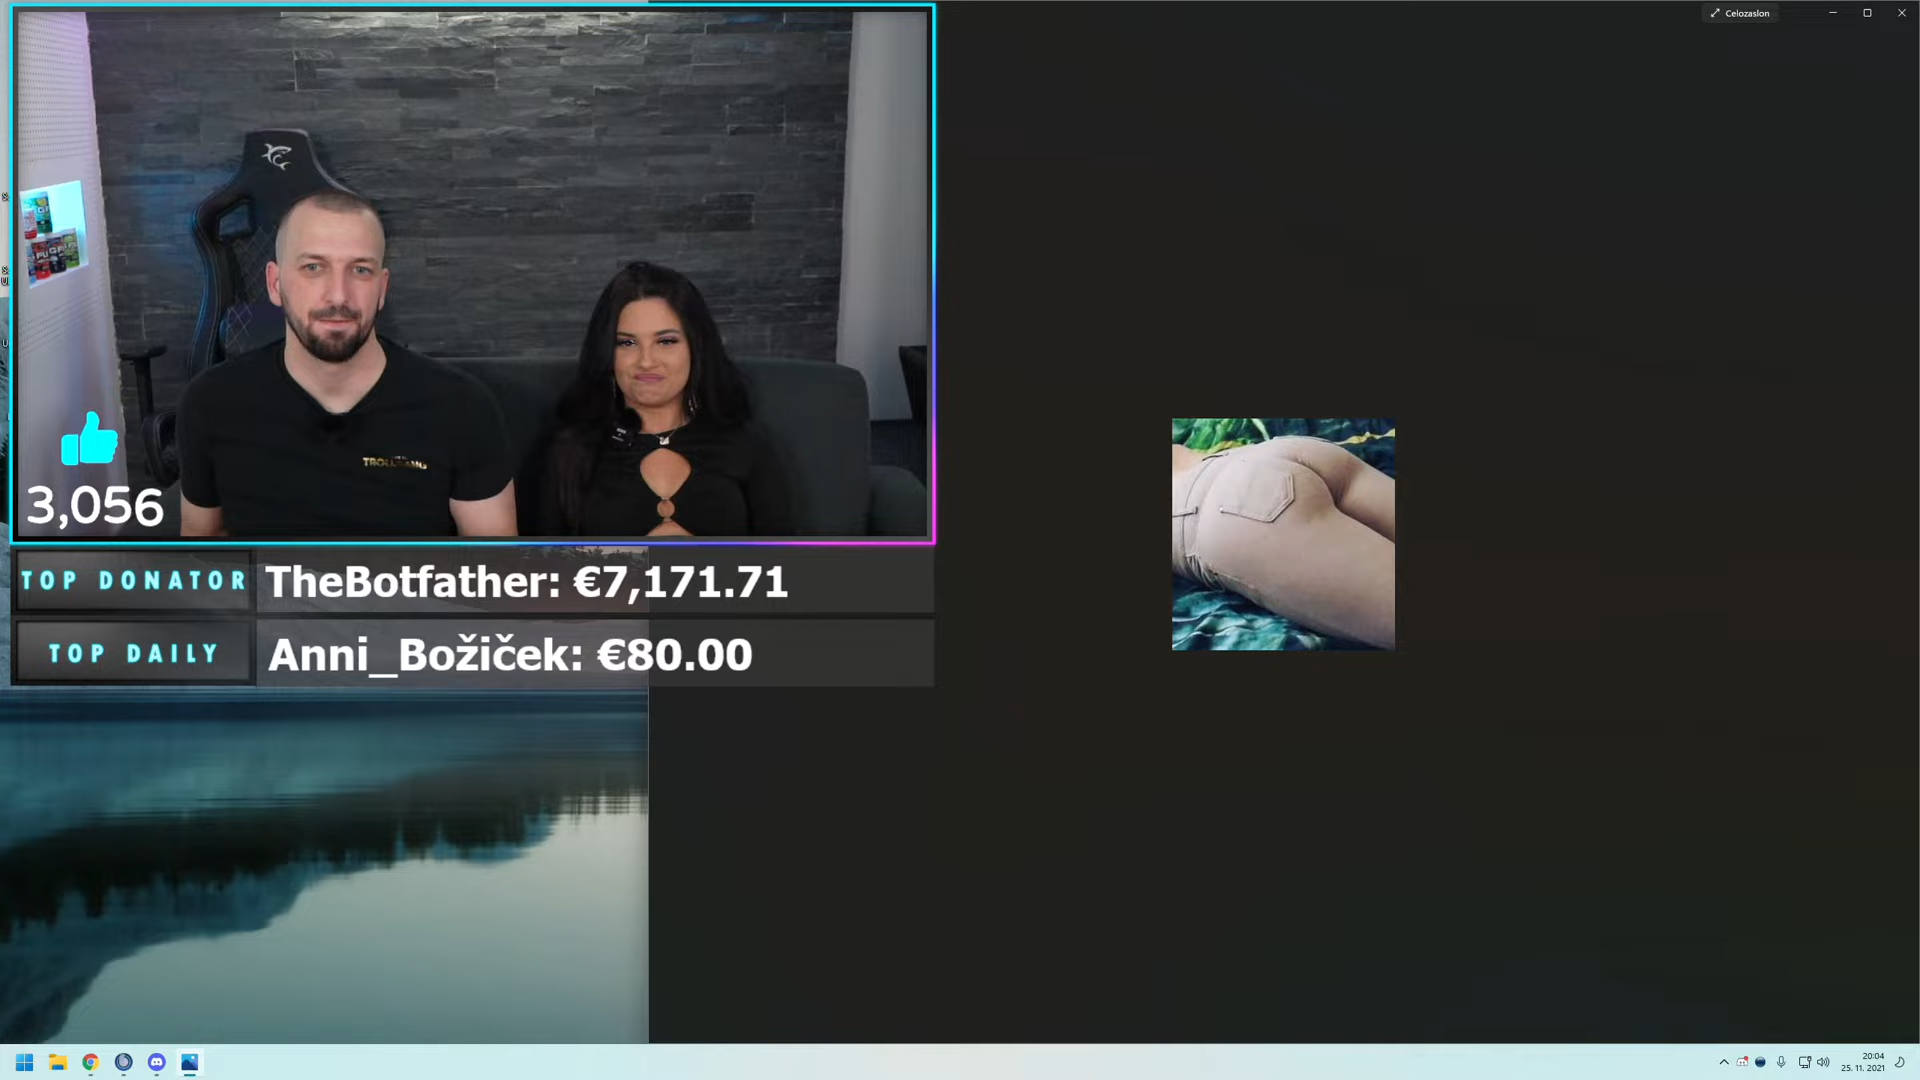 Celozaslon
TROLL
3,056
TOP DONATOR
TheBotfather: €7,171.71
TOP DAILY
Anni_Božiček: €80.00
20:04
25. 11. 2021